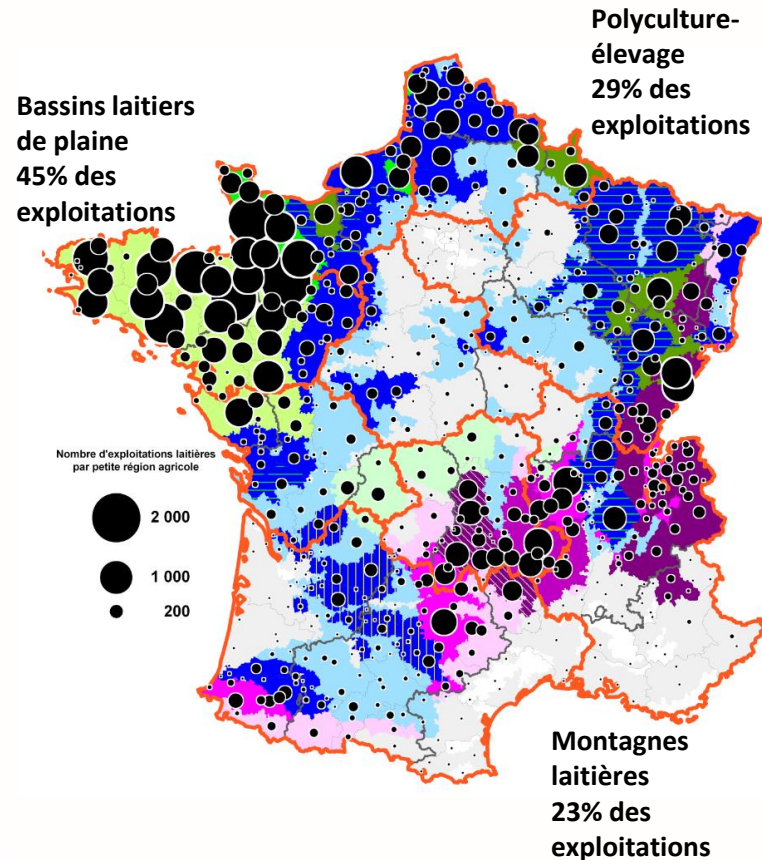 Polyculture-
élevage
29% des
exploitations
Bassins laitiers
de plaine
45% des
exploitations
Nombre d'exploitations laitières
par petite région agricole
2 000
1 000
200
Montagnes
laitières
23% des
exploitations